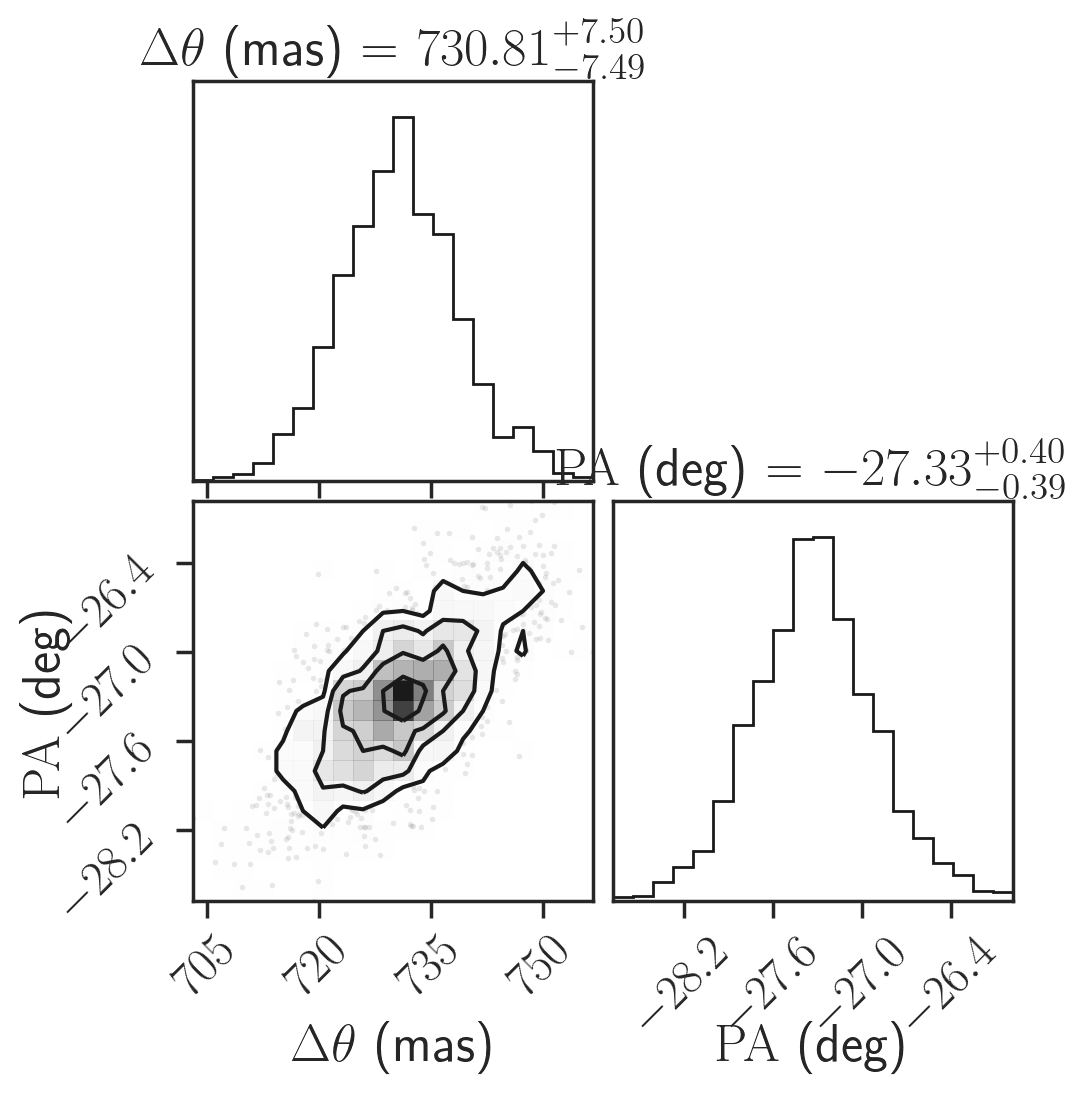 Δθ (mas) = 730.81+7.50 −7.49
PA (deg) = −27.33+0.40 −0.39
PA (deg)
−26.4
−27.0
−27.6
−28.2
705 720 735 750
−28.2 −27.6 −27.0 −26.4
Δθ (mas)
PA (deg)